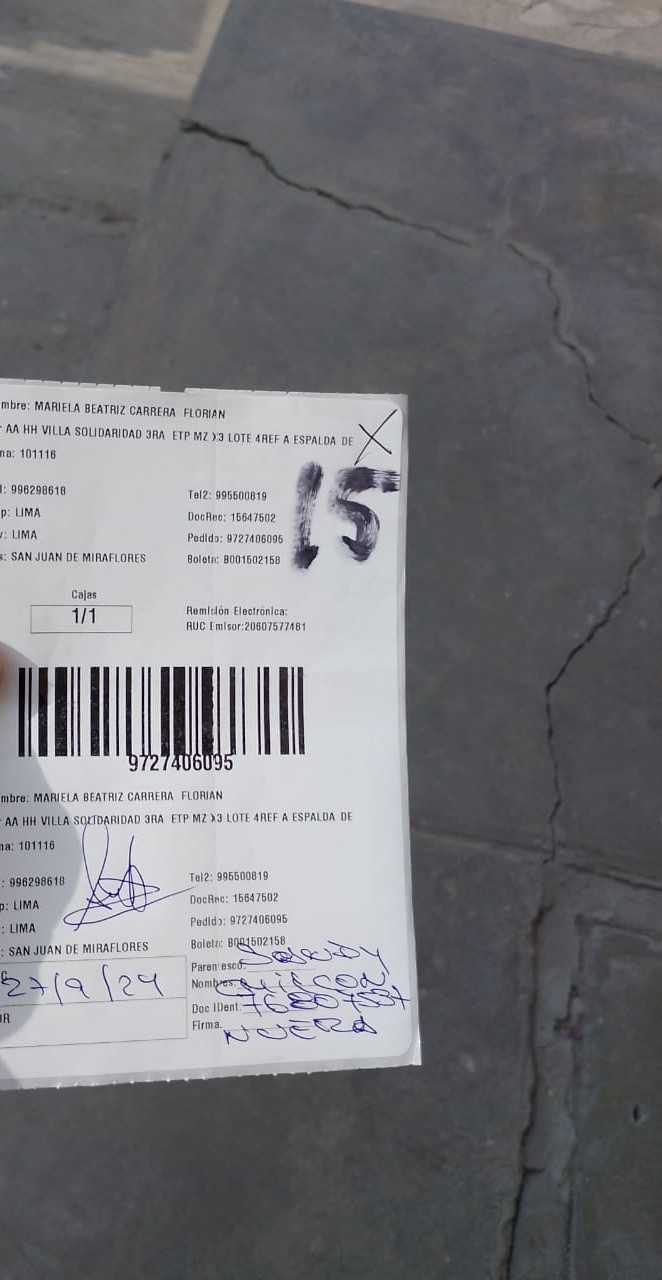 mbre: MARIELA BEATRIZ CARRERA FLORIAN
AA HH VILLA SOLIDARIDAD 3RA ETP MZ X3 LOTE 4REF A ESPALDA DE X
na: 101116
15
: 996298618 Tel2: 995500819
p: LIMA DocRec: 15647502
: LIMA Pedido: 9727406095
: SAN JUAN DE MIRAFLORES Boleta: B001502158
Cajas
1/1
Remisión Electrónica:
RUC Emisor:20607577481
9727406095
mbre: MARIELA BEATRIZ CARRERA FLORIAN
AA HH VILLA SOLIDARIDAD 3RA ETP MZ X3 LOTE 4REF A ESPALDA DE
na: 101116
: 996298618 Tel2: 995500819
p: LIMA DocRec: 15647502
: LIMA Pedido: 9727406095
: SAN JUAN DE MIRAFLORES Boleta: B001502158
27/9/24 Parentesco:
Nombres:
Doc IDent.
OR Firma: NUERA